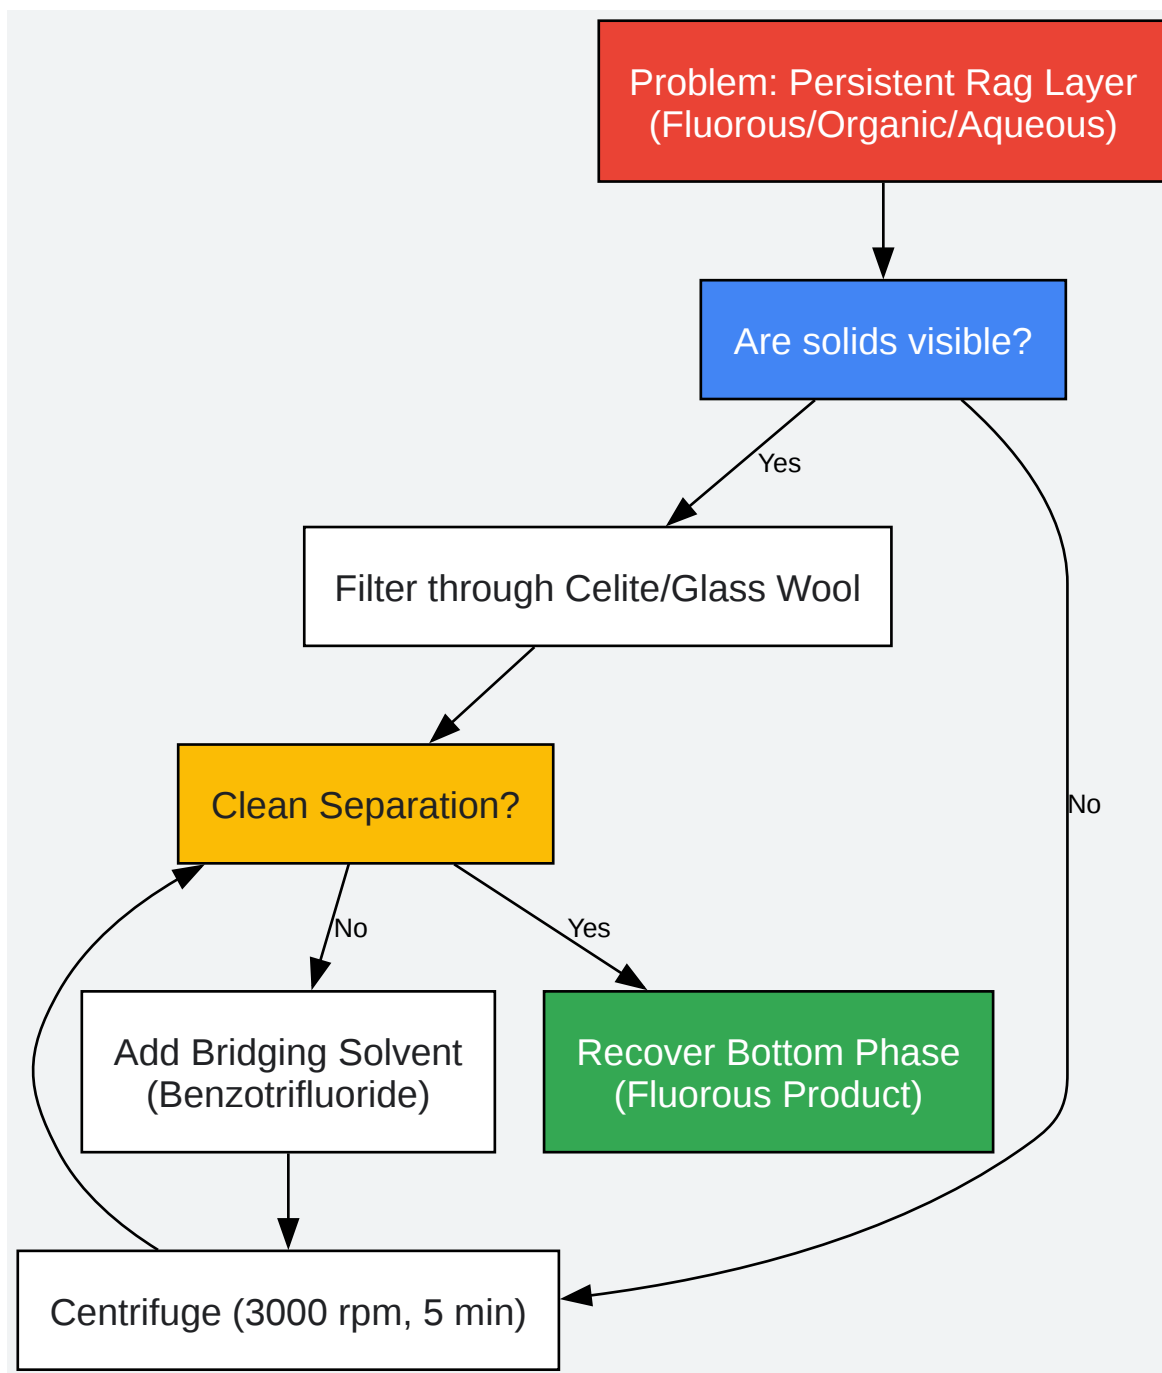 Problem: Persistent Rag Layer
(Fluorous/Organic/Aqueous)
Are solids visible?
Yes
Filter through Celite/Glass Wool
Clean Separation?
No
No
Yes
Add Bridging Solvent
(Benzotrifluoride)
Recover Bottom Phase
(Fluorous Product)
Centrifuge (3000 rpm, 5 min)